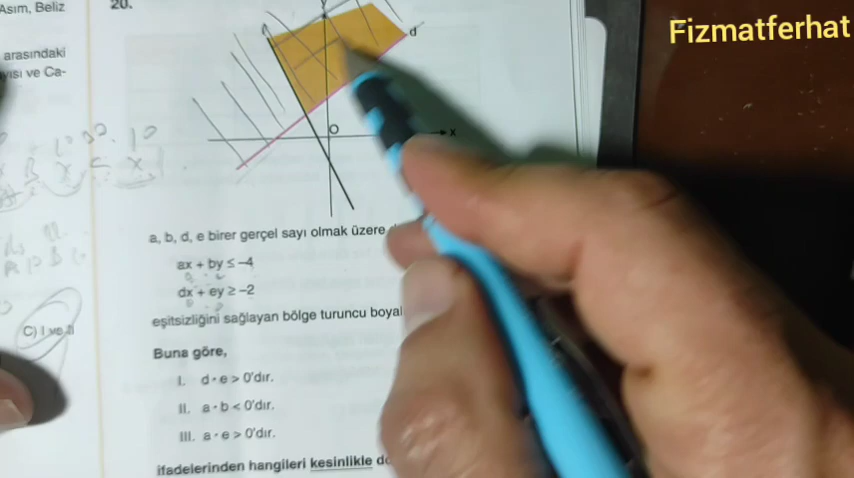 Asım, Beliz
20.
Fizmatferhat
arasındaki
yısı ve Ca-
d
O
x
a, b, d, e birer gerçel sayı olmak üzere
ax + by ≤ -4
dx + ey ≥ -2
eşitsizliğini sağlayan bölge turuncu boyal
C) I ve II
Buna göre,
I. d · e > 0'dır.
II. a · b < 0'dır.
III. a · e > 0'dır.
ifadelerinden hangileri kesinlikle do